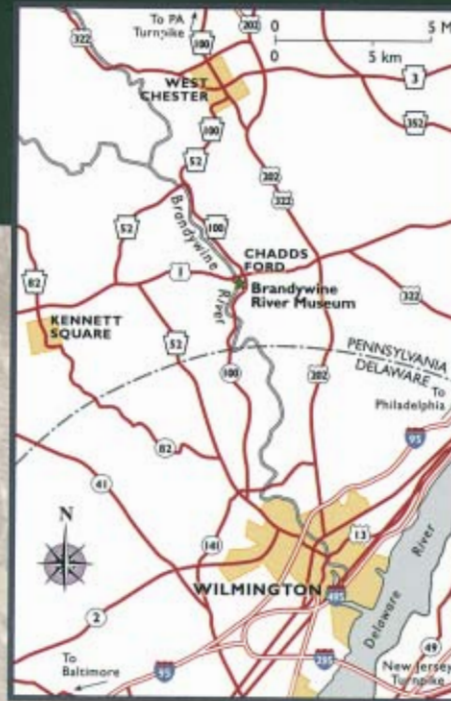 To PA
Turnpike
322
100
202
0 5 M
0 5 km
WEST
CHESTER
3
352
100
52
202
322
Brandywine
River
52
100
1
CHADDS
FORD
Brandywine
River Museum
82
322
KENNETT
SQUARE
52
100
202
PENNSYLVANIA
DELAWARE
To
Philadelphia
95
82
41
N
141
13
WILMINGTON
495
Delaware
River
2
To
Baltimore
95
295
49
New Jersey
Turnpike